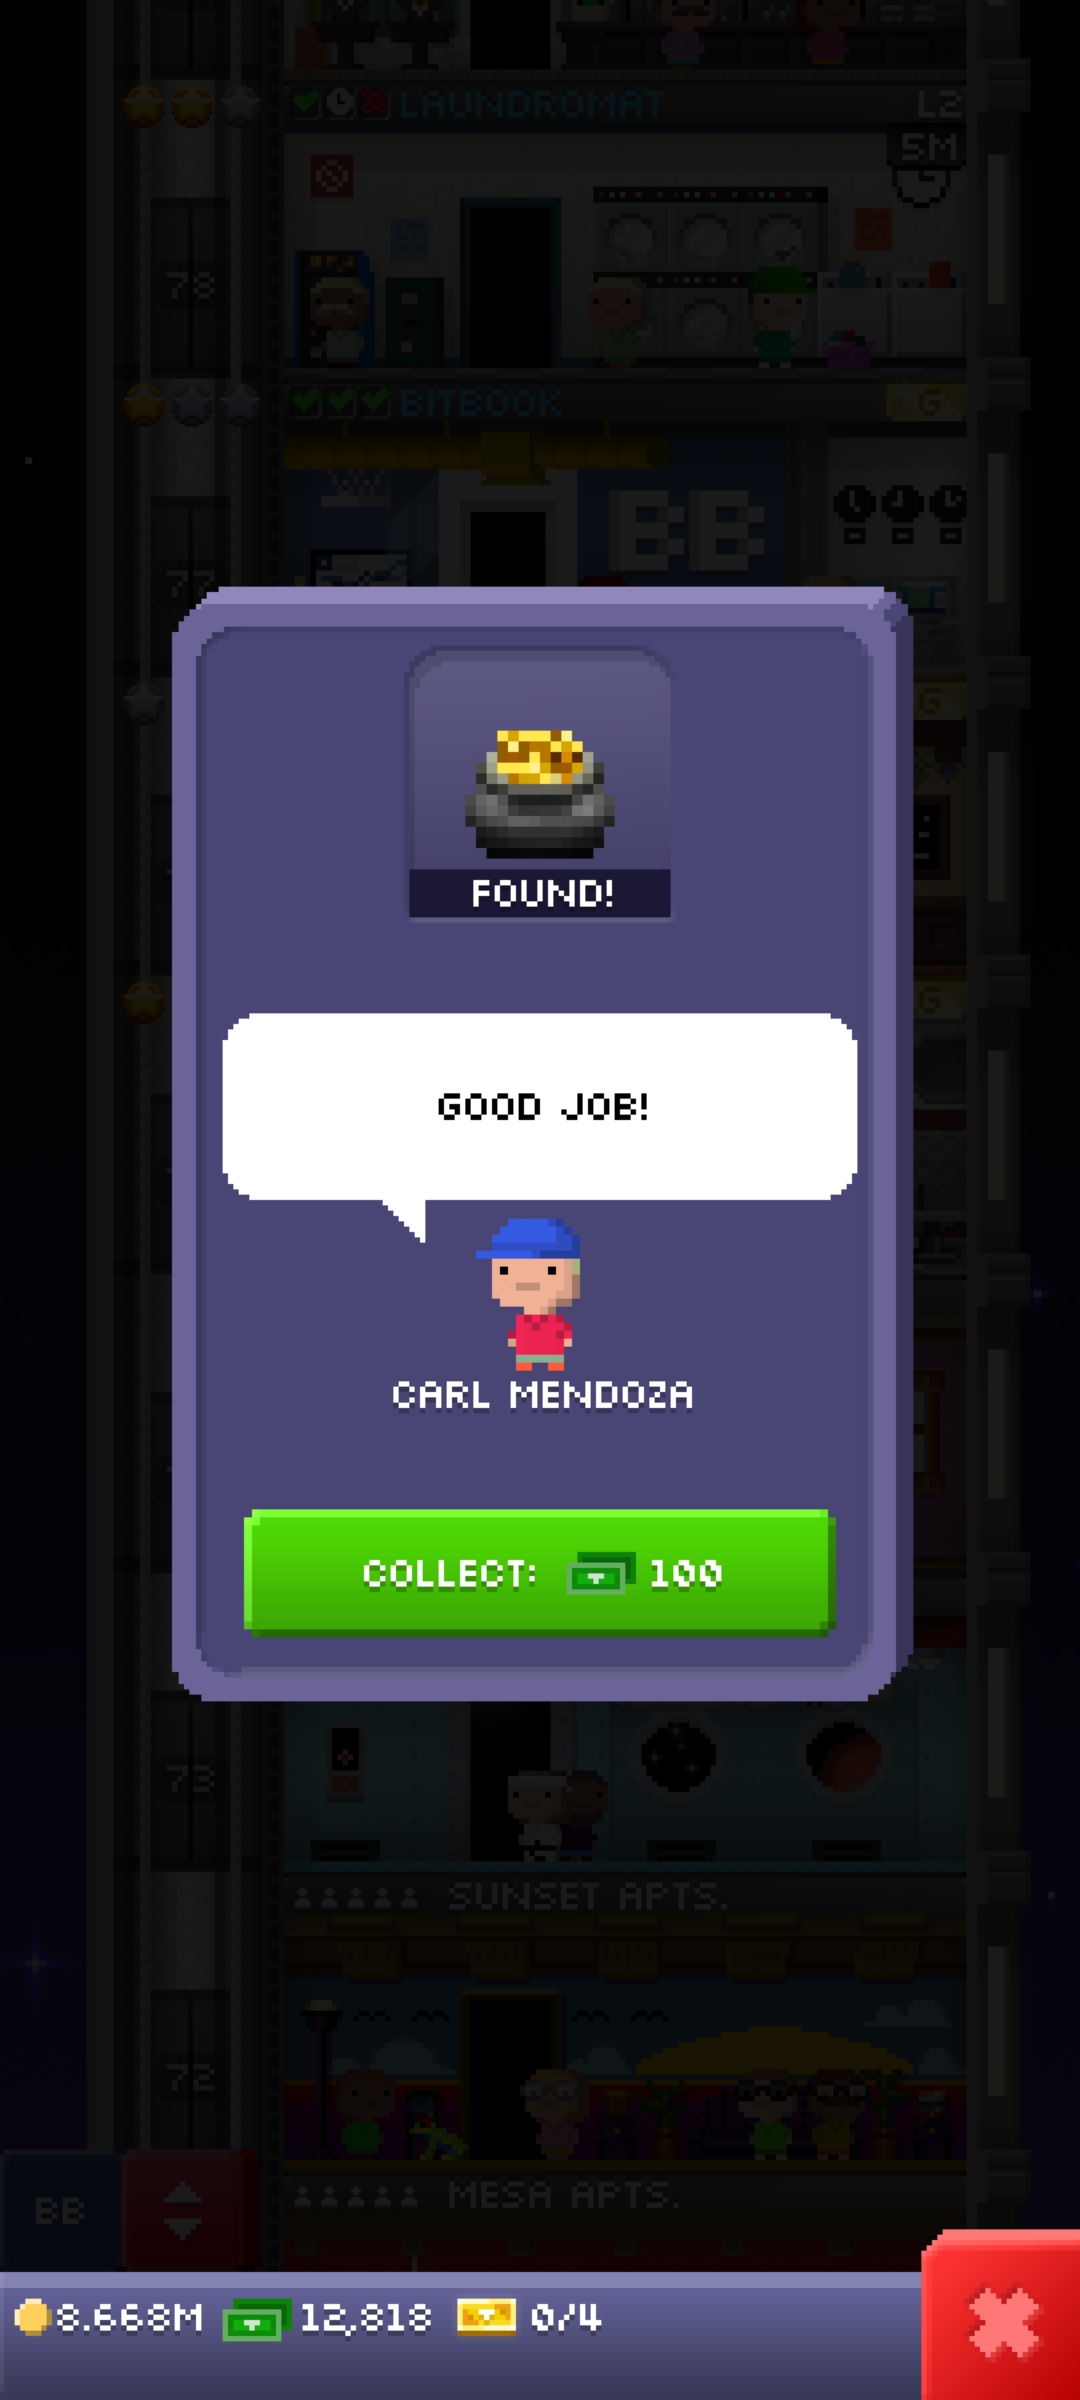 LAUNDROMAT L2
5M
78
BITBOOK G
BB
77
G
FOUND!
G
GOOD JOB!
CARL MENDOZA
COLLECT: 100
73
SUNSET APTS.
72
MESA APTS.
BB
8.668M 12,818 0/4